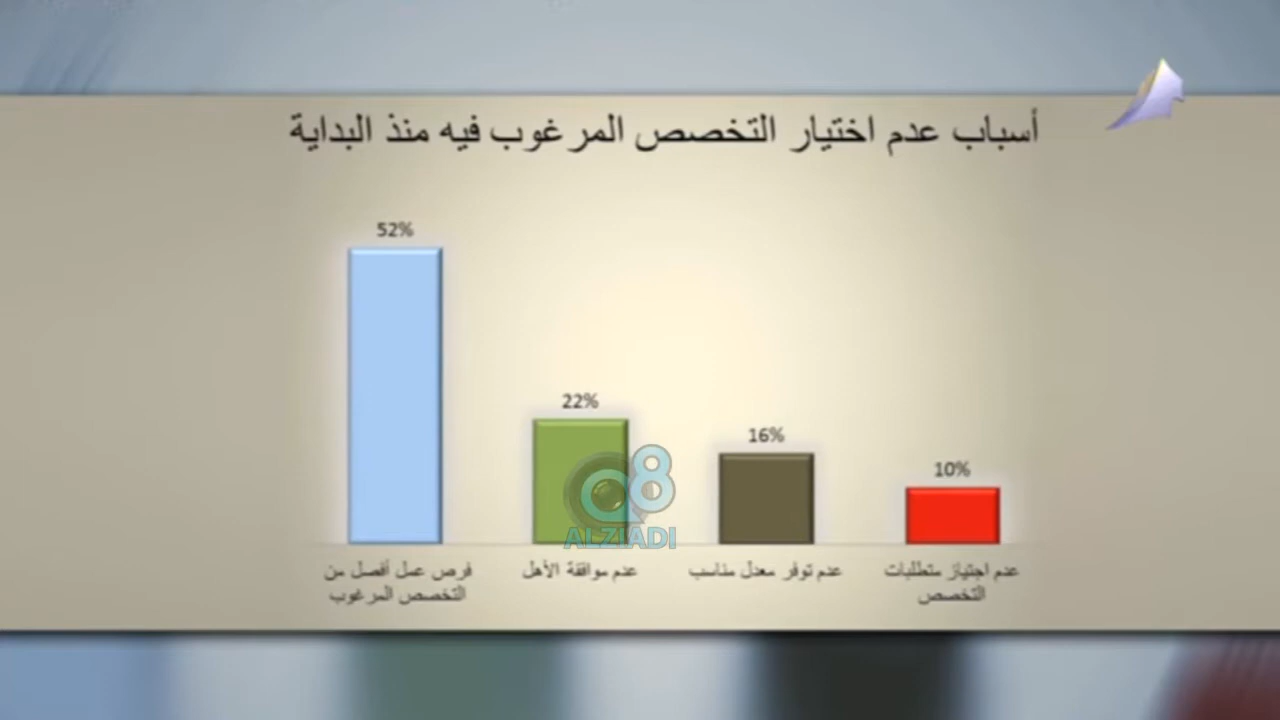 أسباب عدم اختيار التخصص المرغوب فيه منذ البداية
52%
22%
16%
10%
فرص عمل أفضل من
التخصص المرغوب
عدم موافقة الأهل
عدم توفر معدل مناسب
عدم اجتياز متطلبات
التخصص
Q8
ALZIADI